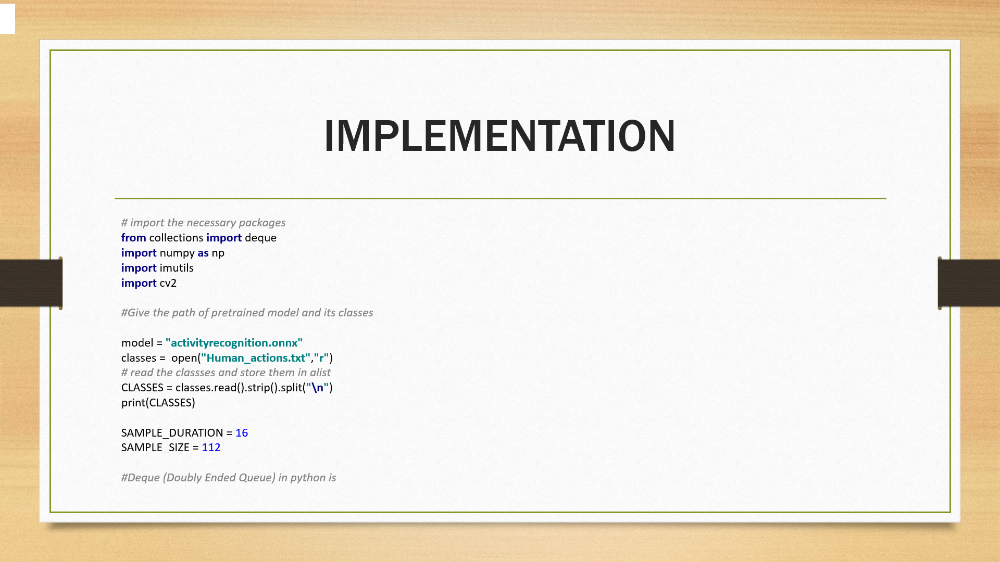 IMPLEMENTATION
# import the necessary packages
from collections import deque
import numpy as np
import imutils
import cv2
#Give the path of pretrained model and its classes
model = "activityrecognition.onnx"
classes =  open("Human_actions.txt","r")
# read the classses and store them in alist
CLASSES = classes.read().strip().split("\n")
print(CLASSES)
SAMPLE_DURATION = 16
SAMPLE_SIZE = 112
#Deque (Doubly Ended Queue) in python is